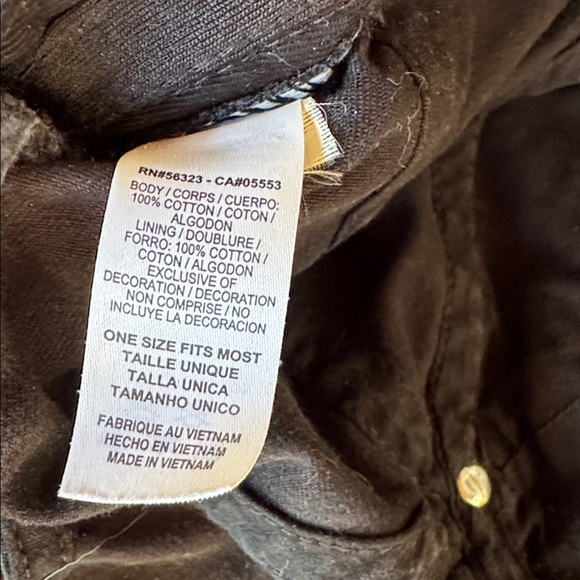 RN#56323 - CA#05553
BODY / CORPS / CUERPO:
100% COTTON / COTON /
ALGODON
LINING / DOUBLURE /
FORRO: 100% COTTON /
COTON / ALGODON
EXCLUSIVE OF
DECORATION / DECORATION
NON COMPRISE / NO
INCLUYE LA DECORACION
ONE SIZE FITS MOST
TAILLE UNIQUE
TALLA UNICA
TAMANHO UNICO
FABRIQUE AU VIETNAM
HECHO EN VIETNAM
MADE IN VIETNAM